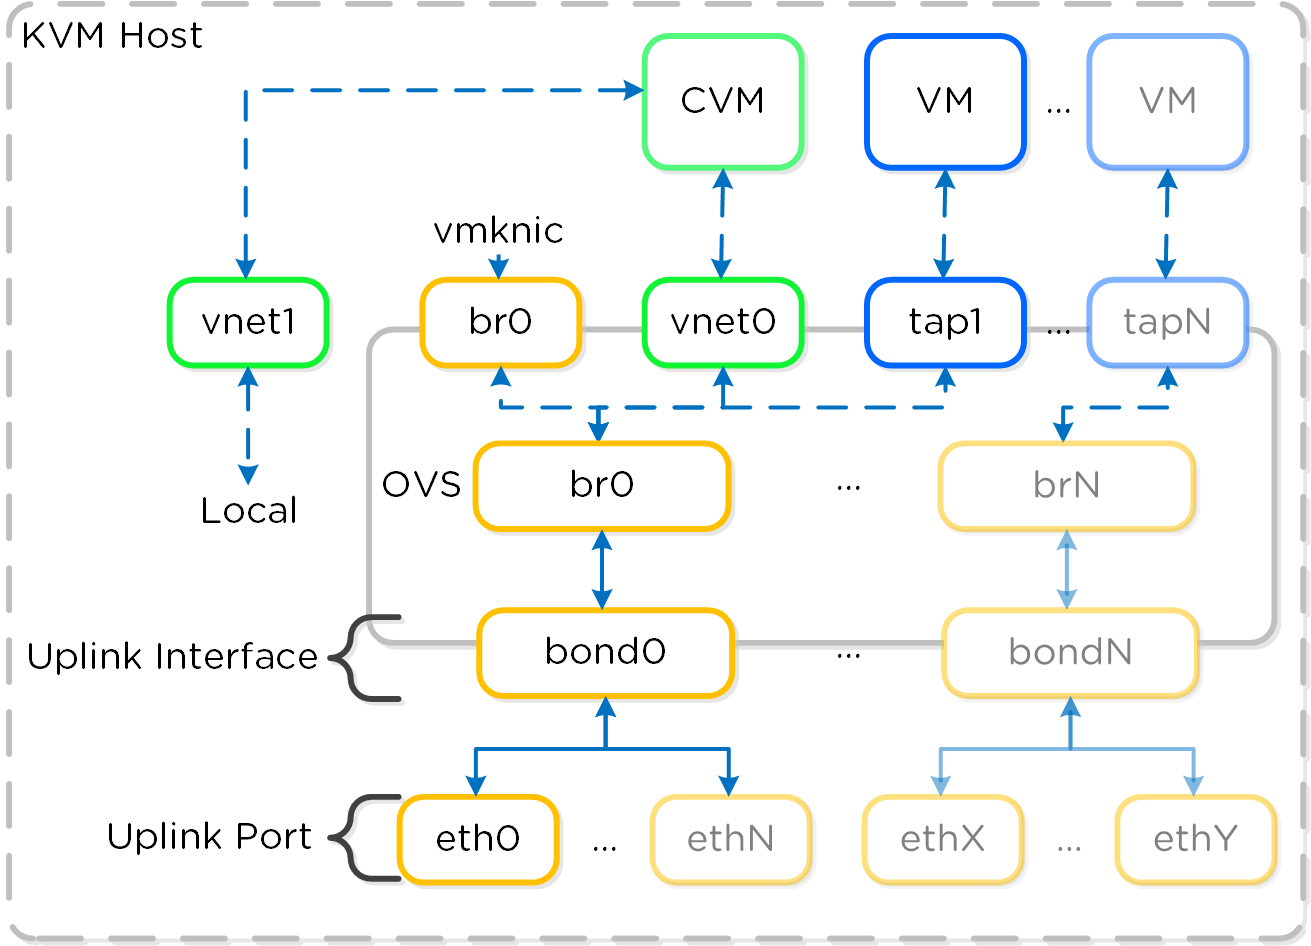 KVM Host
CVM
VM
...
VM
vmknic
vnet1
br0
vnet0
tap1
...
tapN
OVS
br0
...
brN
Local
Uplink Interface
bond0
...
bondN
Uplink Port
eth0
...
ethN
ethX
...
ethY